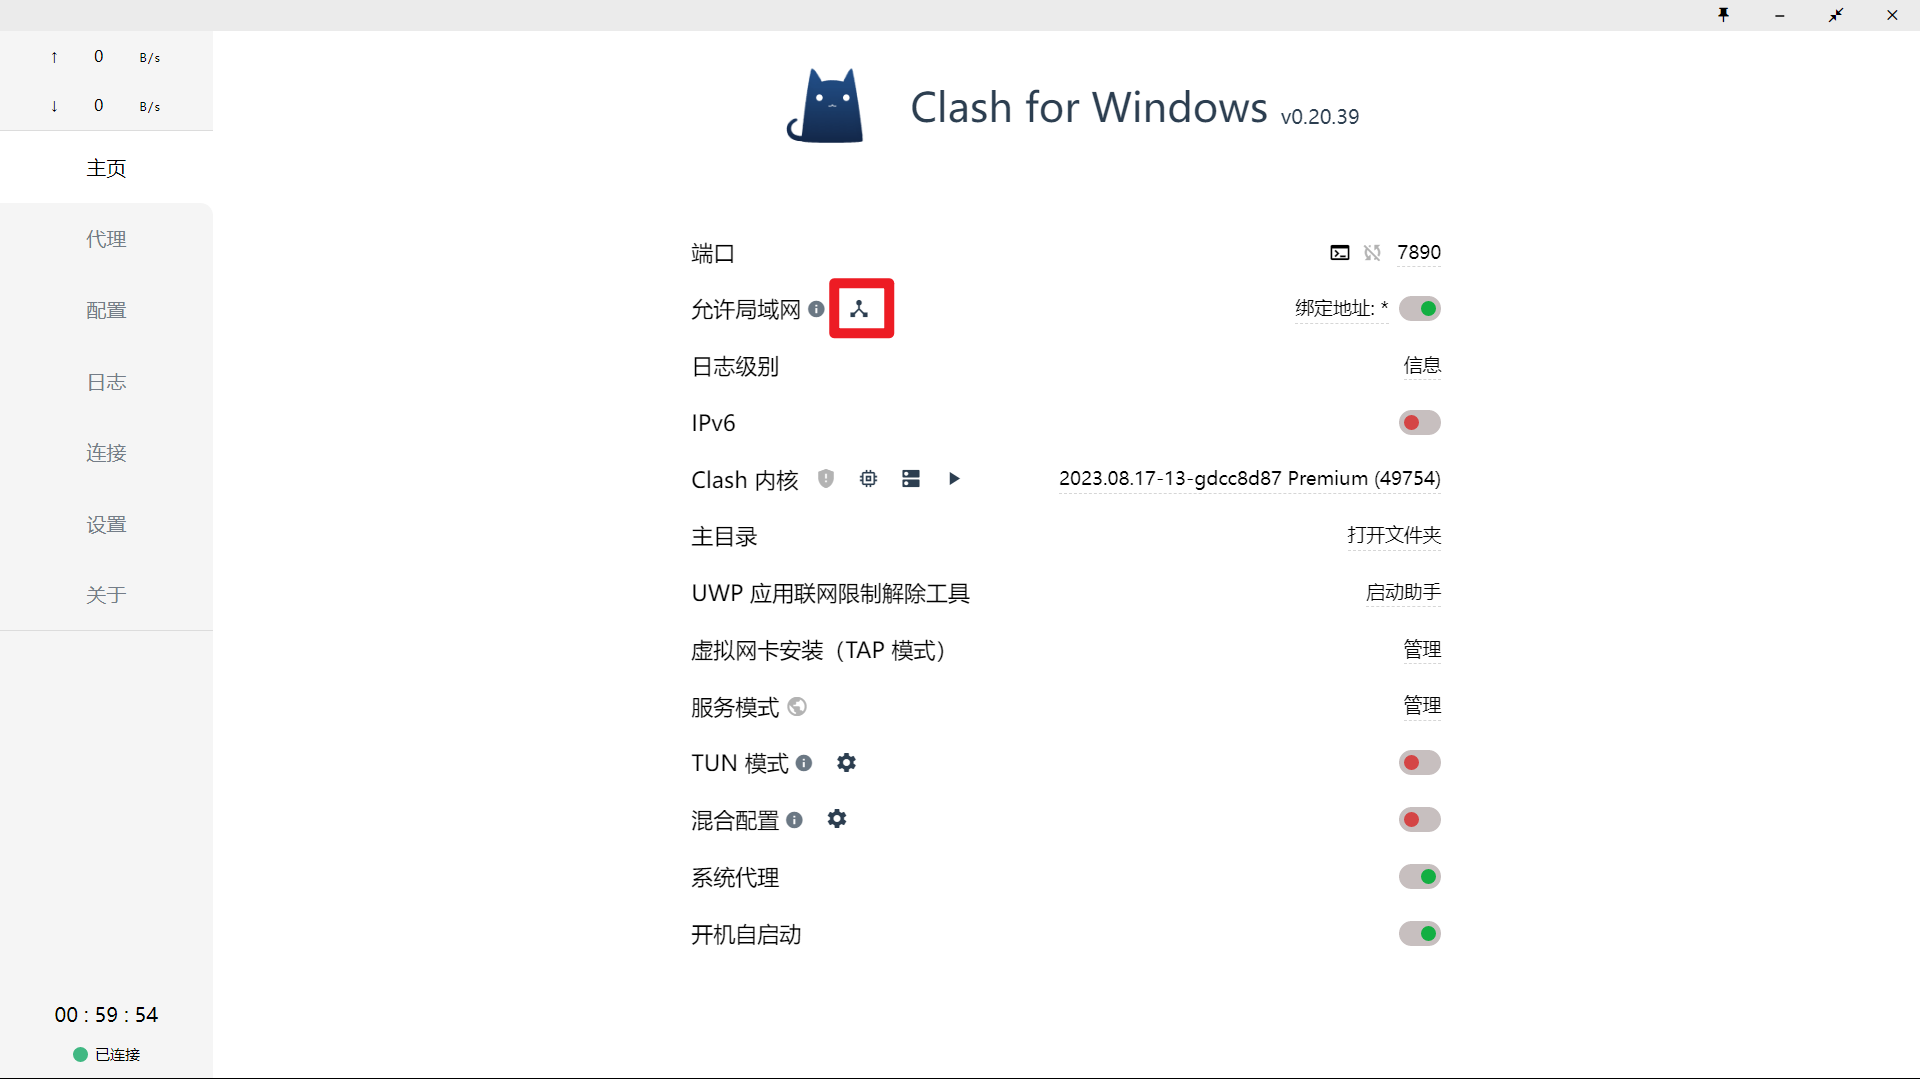 ↑ 0 B/s
↓ 0 B/s
主页
代理
配置
日志
连接
设置
关于
00 : 59 : 54
已连接
Clash for Windows v0.20.39
端口 7890
允许局域网 绑定地址: *
日志级别 信息
IPv6
Clash 内核 2023.08.17-13-gdcc8d87 Premium (49754)
主目录 打开文件夹
UWP 应用联网限制解除工具 启动助手
虚拟网卡安装（TAP 模式） 管理
服务模式 管理
TUN 模式
混合配置
系统代理
开机自启动